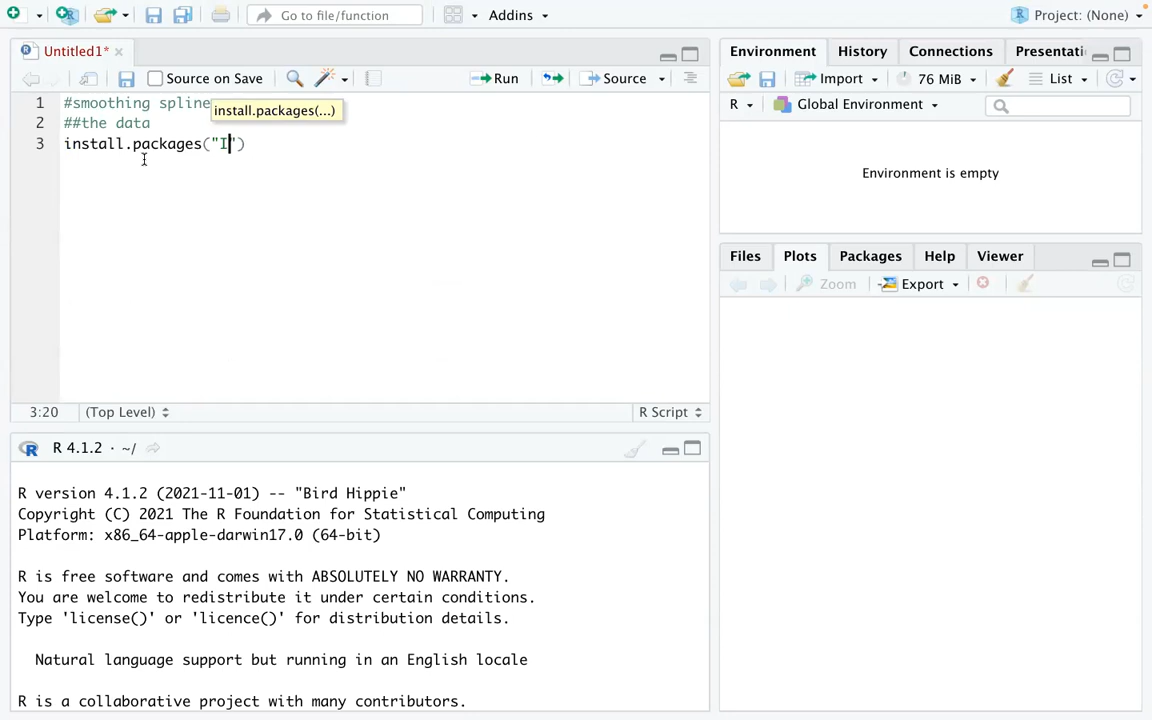 Go to file/function
Addins
Project: (None)
Untitled1*
Source on Save
Run
Source
1 #smoothing spline
install.packages(...)
2 ##the data
3 install.packages("I")
3:20
(Top Level)
R Script
R 4.1.2 · ~/
R version 4.1.2 (2021-11-01) -- "Bird Hippie"
Copyright (C) 2021 The R Foundation for Statistical Computing
Platform: x86_64-apple-darwin17.0 (64-bit)
R is free software and comes with ABSOLUTELY NO WARRANTY.
You are welcome to redistribute it under certain conditions.
Type 'license()' or 'licence()' for distribution details.
Natural language support but running in an English locale
R is a collaborative project with many contributors.
Environment
History
Connections
Presentati
Import
76 MiB
List
R
Global Environment
Environment is empty
Files
Plots
Packages
Help
Viewer
Zoom
Export